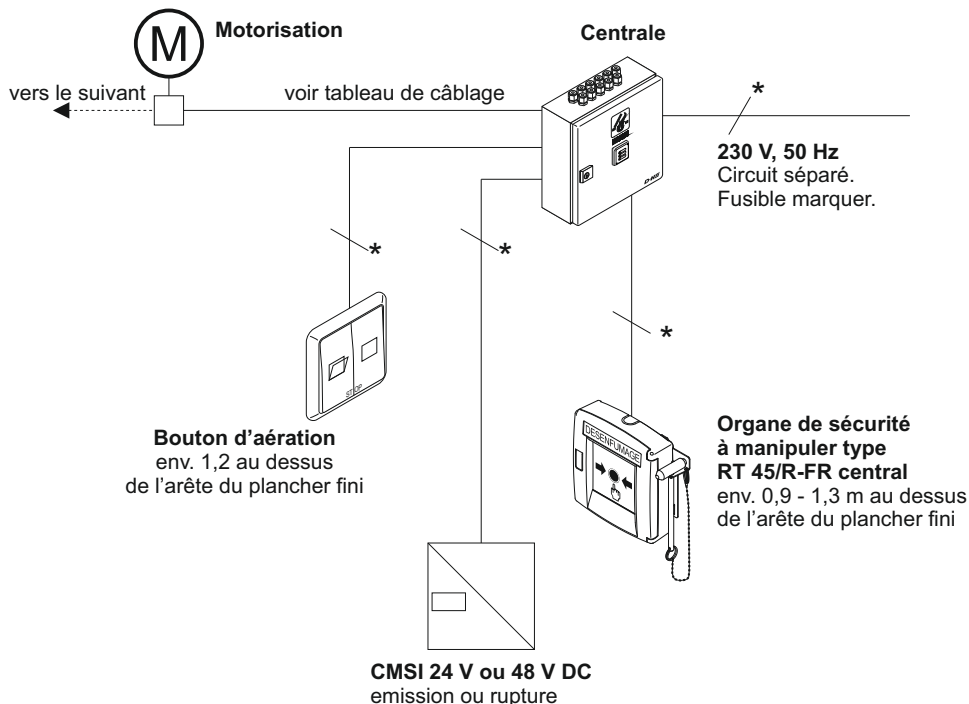 M
Motorisation
Centrale
vers le suivant
voir tableau de câblage
*
230 V, 50 Hz
Circuit séparé.
Fusible marquer.
D+H
*
*
*
STOP
DESENFUMAGE
Bouton d’aération
env. 1,2 au dessus
de l’arête du plancher fini
Organe de sécurité
à manipuler type
RT 45/R-FR central
env. 0,9 - 1,3 m au dessus
de l’arête du plancher fini
CMSI 24 V ou 48 V DC
emission ou rupture